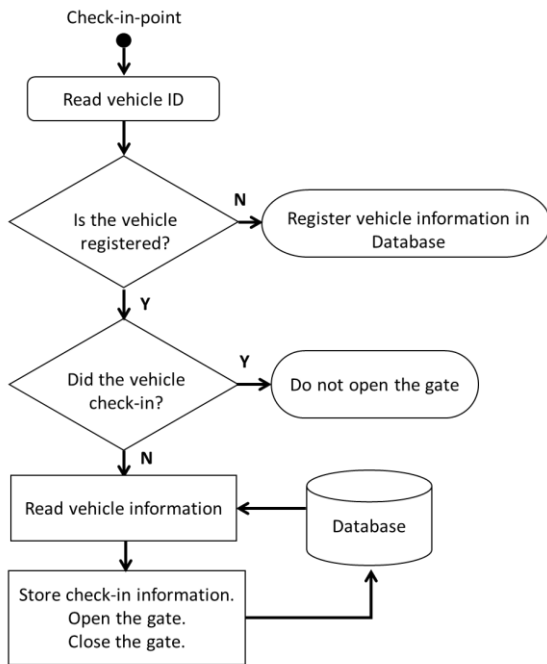 Check-in-point
Read vehicle ID
Is the vehicle
registered?
N
Register vehicle information in
Database
Y
Did the vehicle
check-in?
Y
Do not open the gate
N
Read vehicle information
Database
Store check-in information.
Open the gate.
Close the gate.